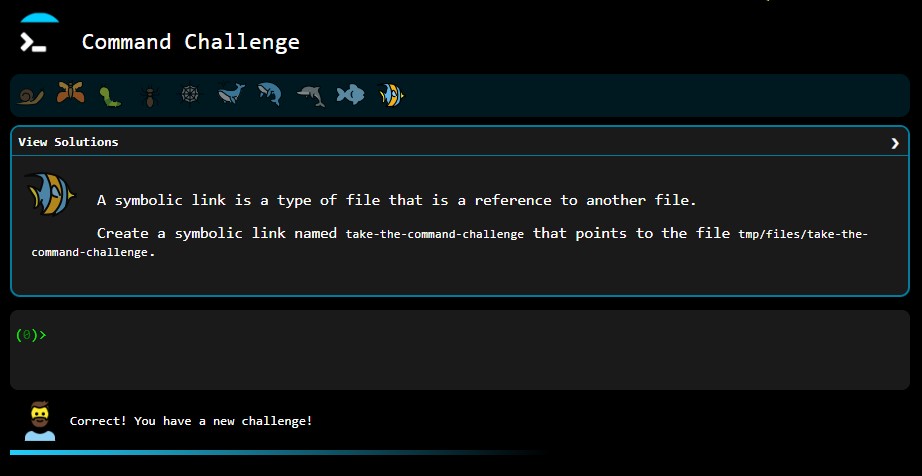 Command Challenge
View Solutions
A symbolic link is a type of file that is a reference to another file.
Create a symbolic link named take-the-command-challenge that points to the file tmp/files/take-the-
command-challenge.
(0)>
Correct! You have a new challenge!